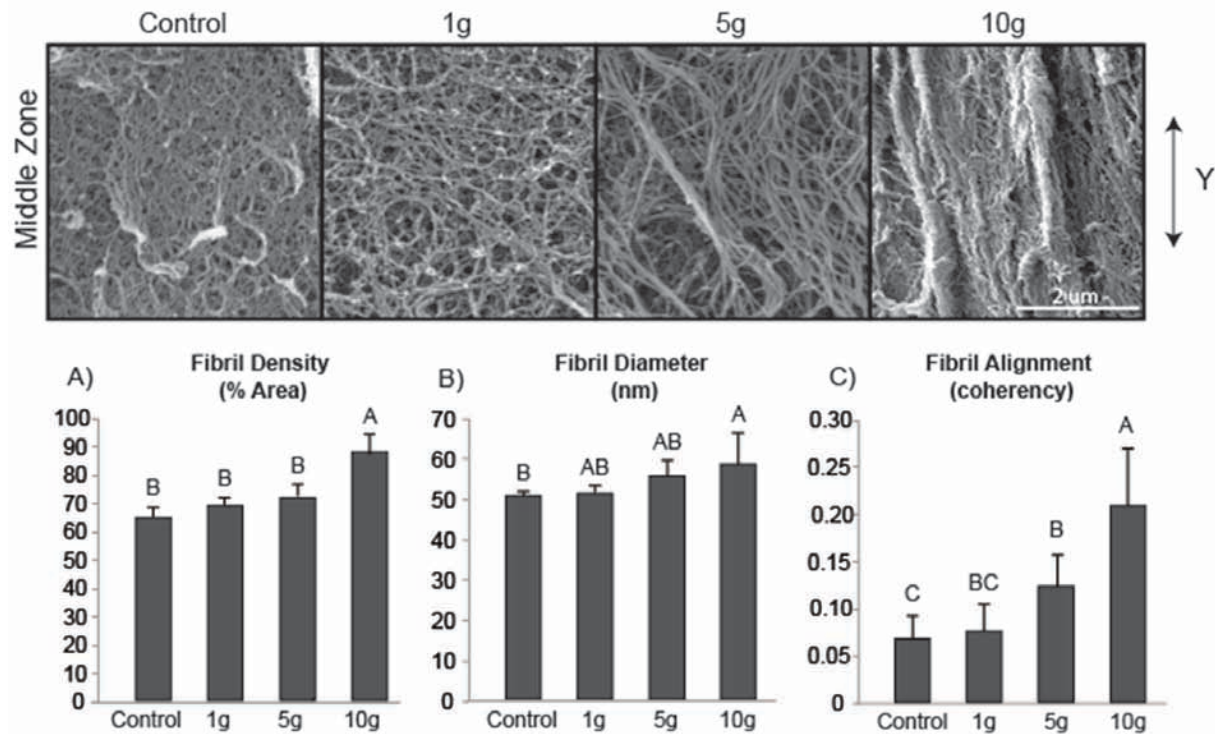 Control 1g 5g 10g
Middle Zone
Y
2 um
A) Fibril Density
(% Area)
100
90
80
70
60
50
40
30
20
10
0
B B B A
Control 1g 5g 10g
B) Fibril Diameter
(nm)
70
60
50
40
30
20
10
0
B AB AB A
Control 1g 5g 10g
C) Fibril Alignment
(coherency)
0.30
0.25
0.20
0.15
0.10
0.05
0
C BC B A
Control 1g 5g 10g